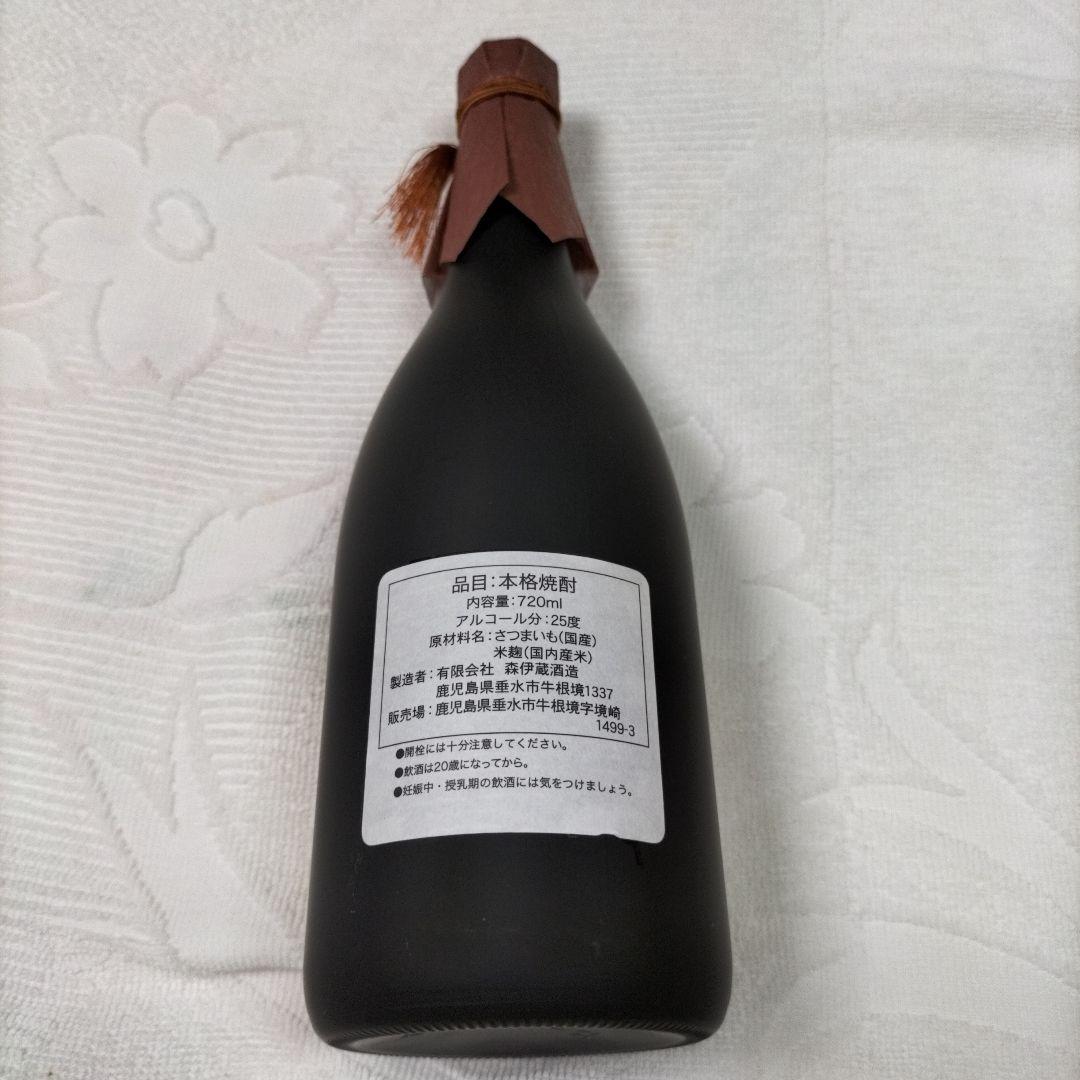 品目:本格焼酎
内容量:720ml
アルコール分:25度
原材料名:さつまいも(国産)
米麹(国内産米)
製造者:有限会社 森伊蔵酒造
鹿児島県垂水市牛根境1337
販売場:鹿児島県垂水市牛根境字境崎
1499-3
●開栓には十分注意してください。
●飲酒は20歳になってから。
●妊娠中・授乳期の飲酒には気をつけましょう。